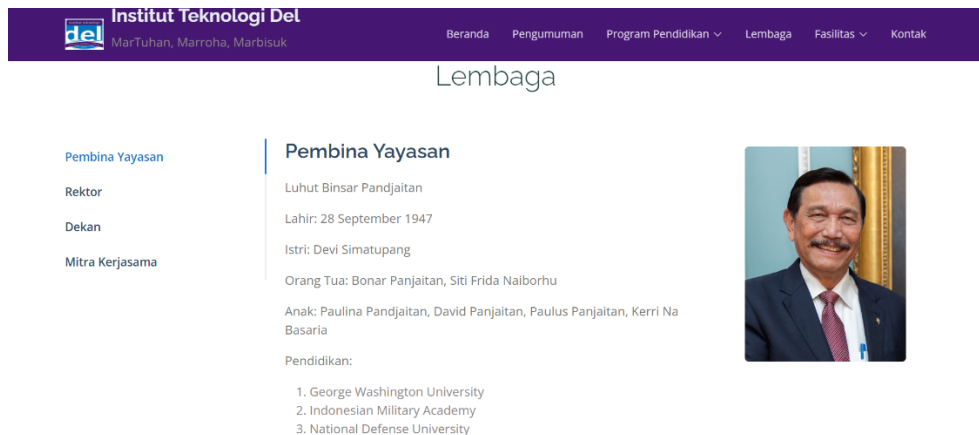 Institut Teknologi Del
del
MarTuhan, Marroha, Marbisuk
Beranda Pengumuman Program Pendidikan Lembaga Fasilitas Kontak
Lembaga
Pembina Yayasan
Rektor
Dekan
Mitra Kerjasama
Pembina Yayasan
Luhut Binsar Pandjaitan
Lahir: 28 September 1947
Istri: Devi Simatupang
Orang Tua: Bonar Panjaitan, Siti Frida Naiborhu
Anak: Paulina Pandjaitan, David Panjaitan, Paulus Panjaitan, Kerri Na
Basaria
Pendidikan:
1. George Washington University
2. Indonesian Military Academy
3. National Defense University